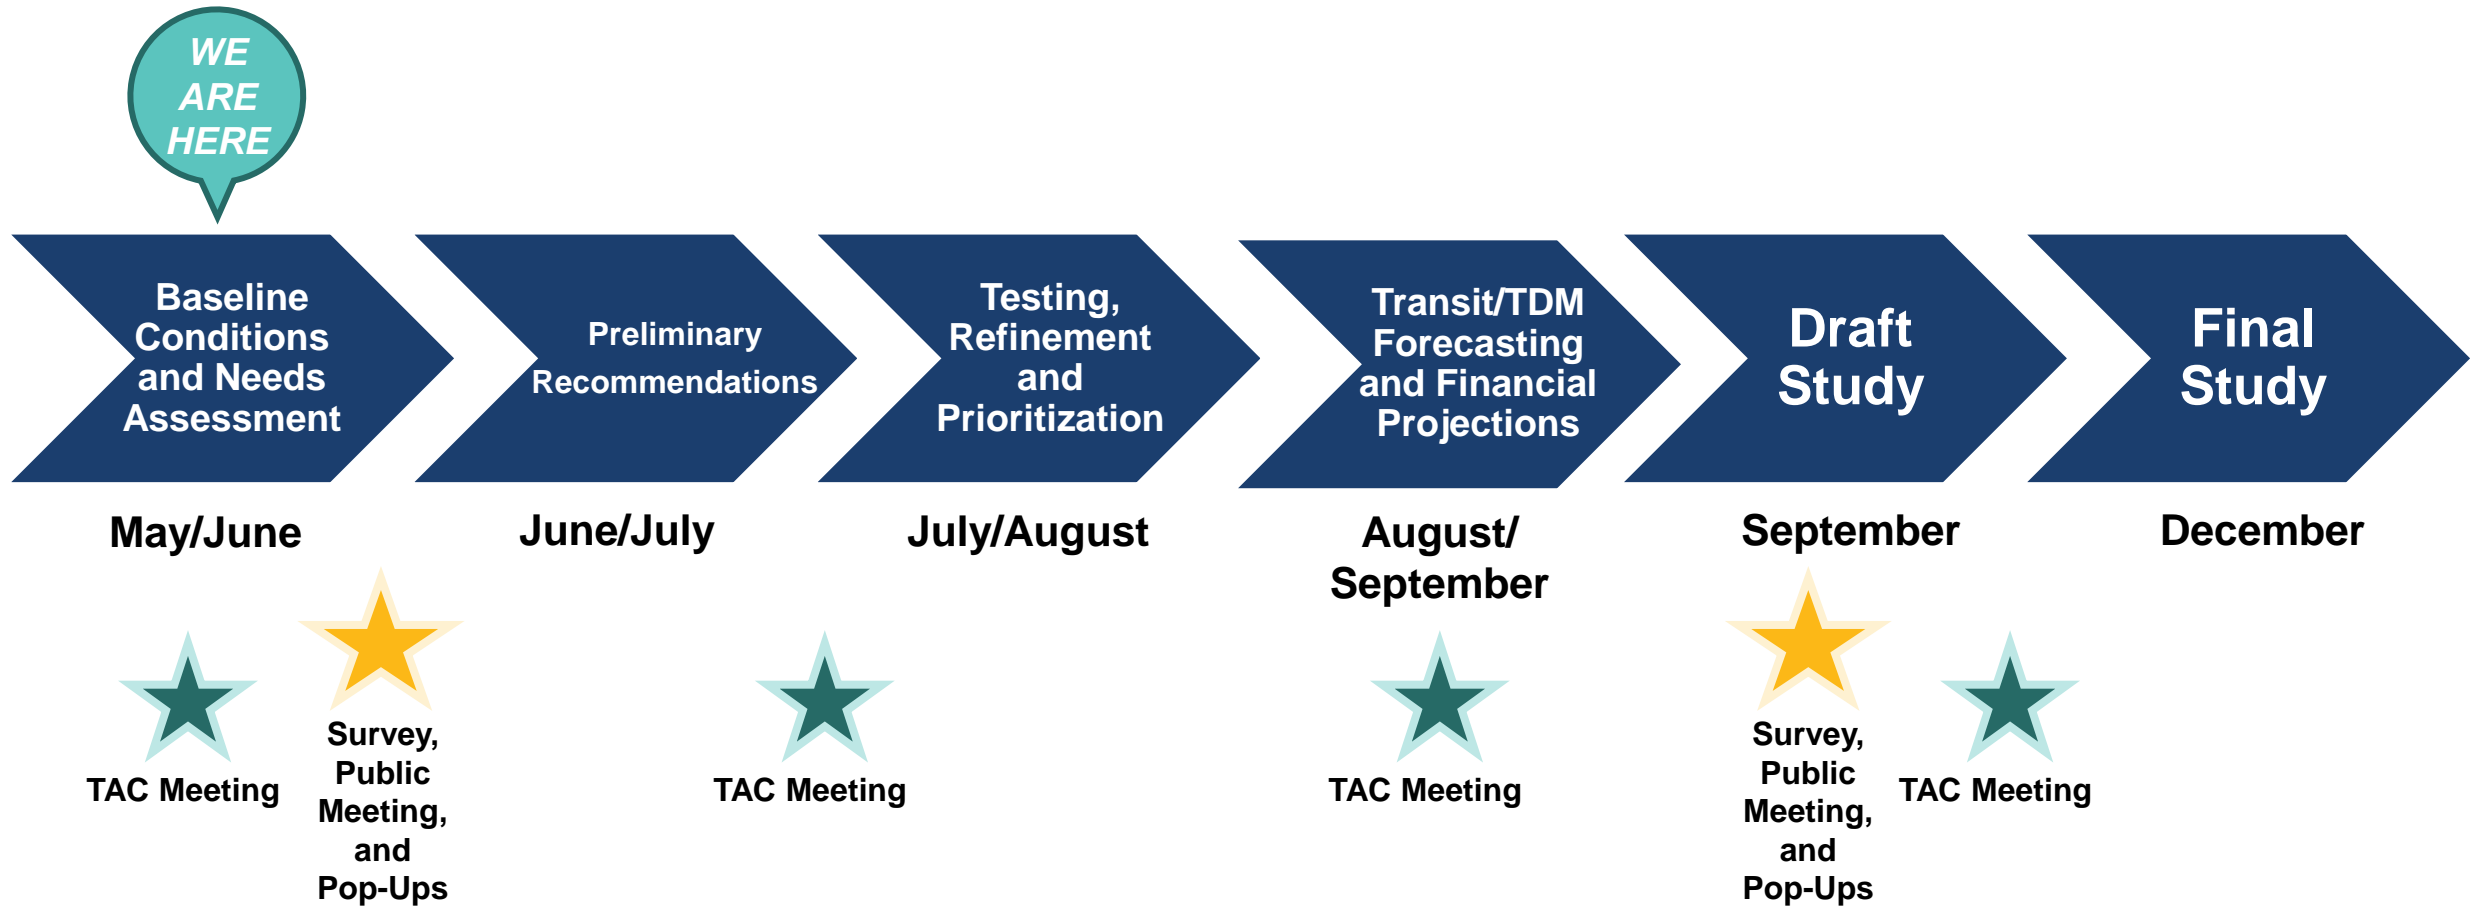 WE
ARE
HERE
Baseline
Conditions
and Needs
Assessment
Preliminary
Recommendations
Testing,
Refinement
and
Prioritization
Transit/TDM
Forecasting
and Financial
Projections
Draft
Study
Final
Study
May/June
June/July
July/August
August/
September
September
December
TAC Meeting
Survey,
Public
Meeting,
and
Pop-Ups
TAC Meeting
TAC Meeting
Survey,
Public
Meeting,
and
Pop-Ups
TAC Meeting